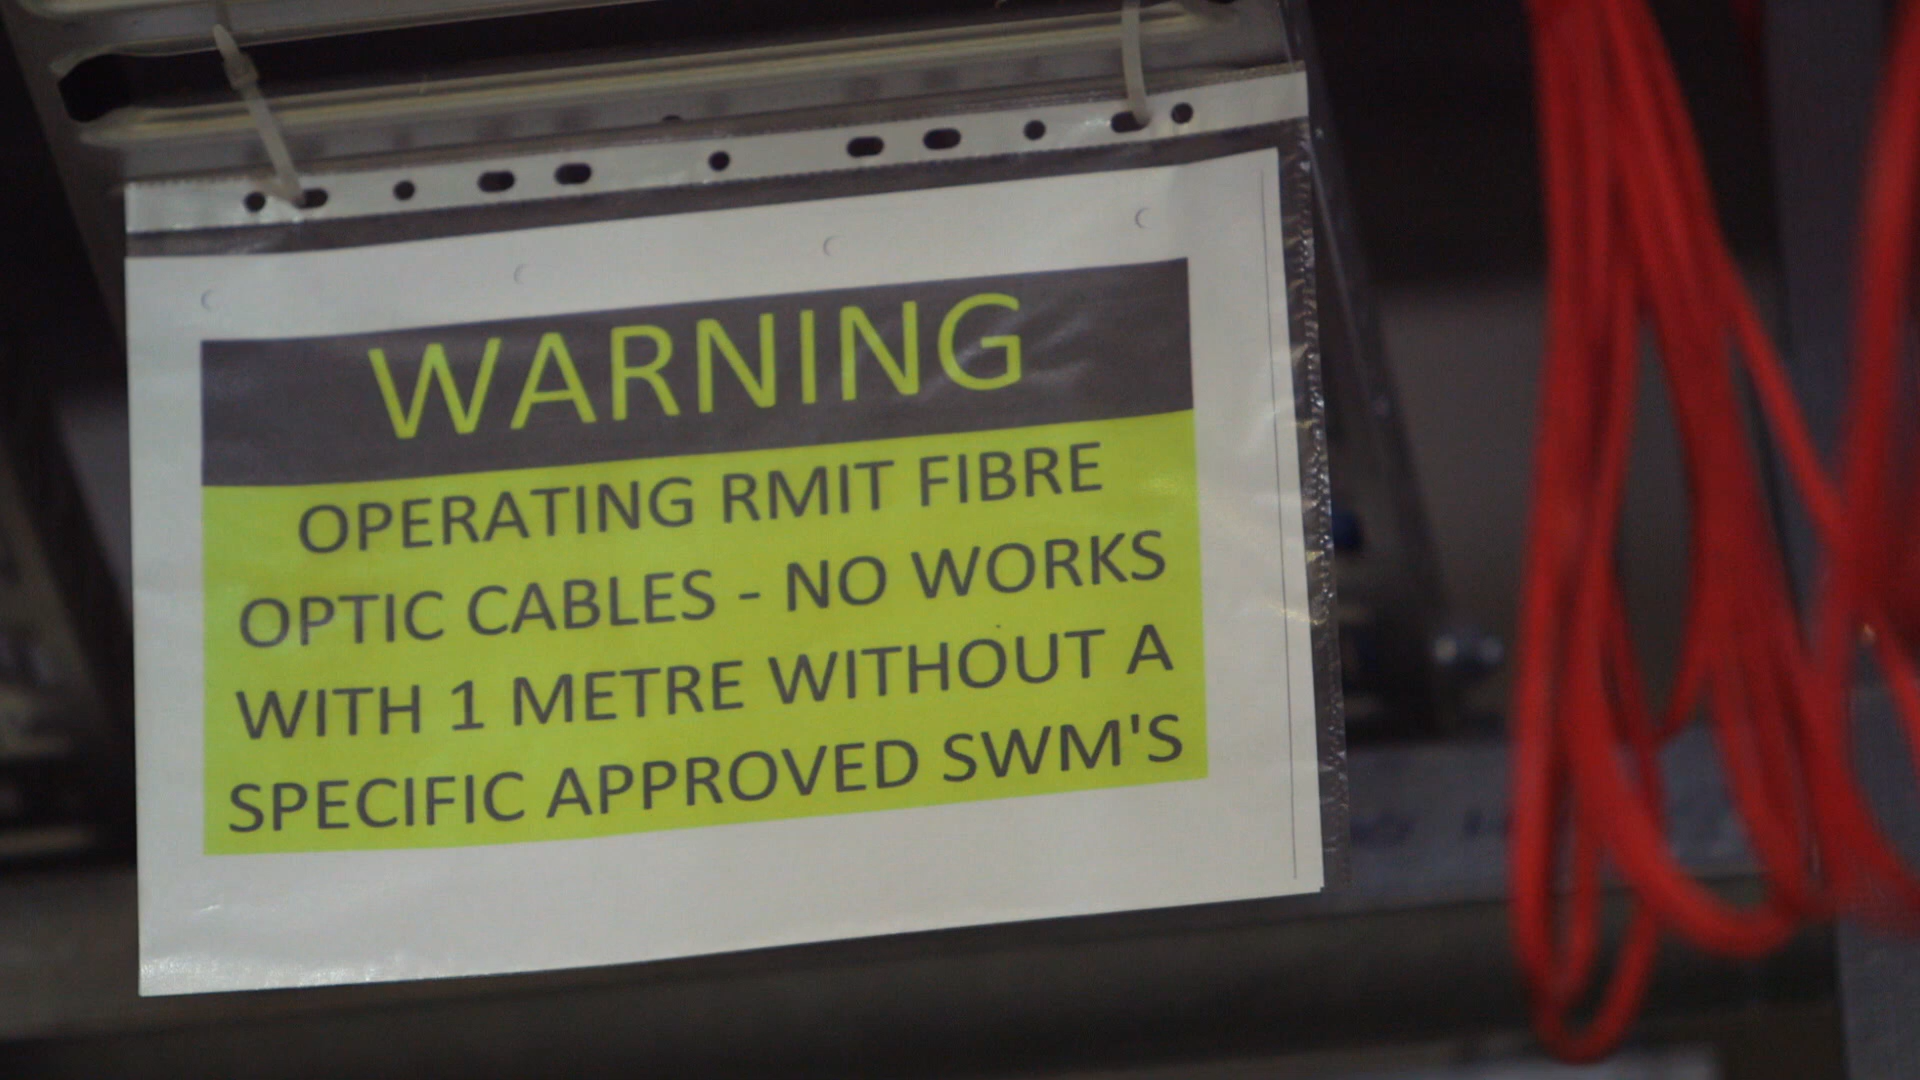 WARNING
OPERATING RMIT FIBRE
OPTIC CABLES - NO WORKS
WITH 1 METRE WITHOUT A
SPECIFIC APPROVED SWM'S